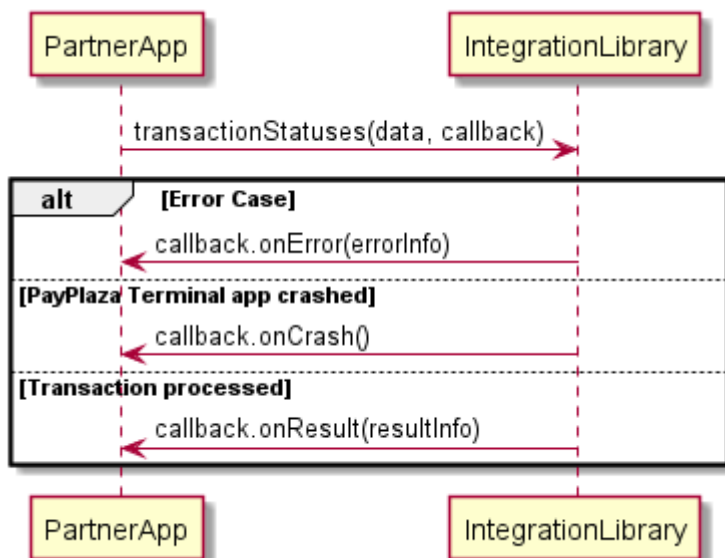 PartnerApp
IntegrationLibrary
transactionStatuses(data, callback)
alt
[Error Case]
callback.onError(errorInfo)
[PayPlaza Terminal app crashed]
callback.onCrash()
[Transaction processed]
callback.onResult(resultInfo)
PartnerApp
IntegrationLibrary